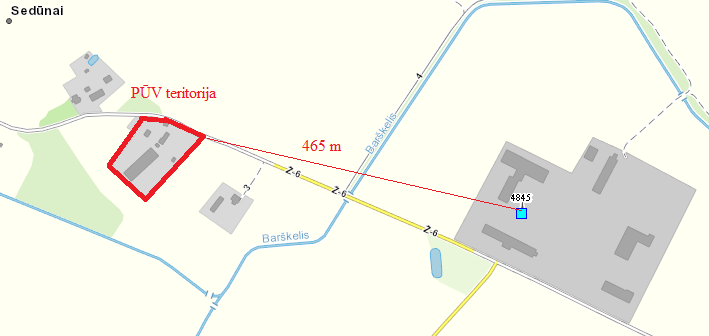 Sedūnai
PŪV teritorija
4
Barškelis
465 m
Z-6
3
Z-6
4845
Z-6
Barškelis